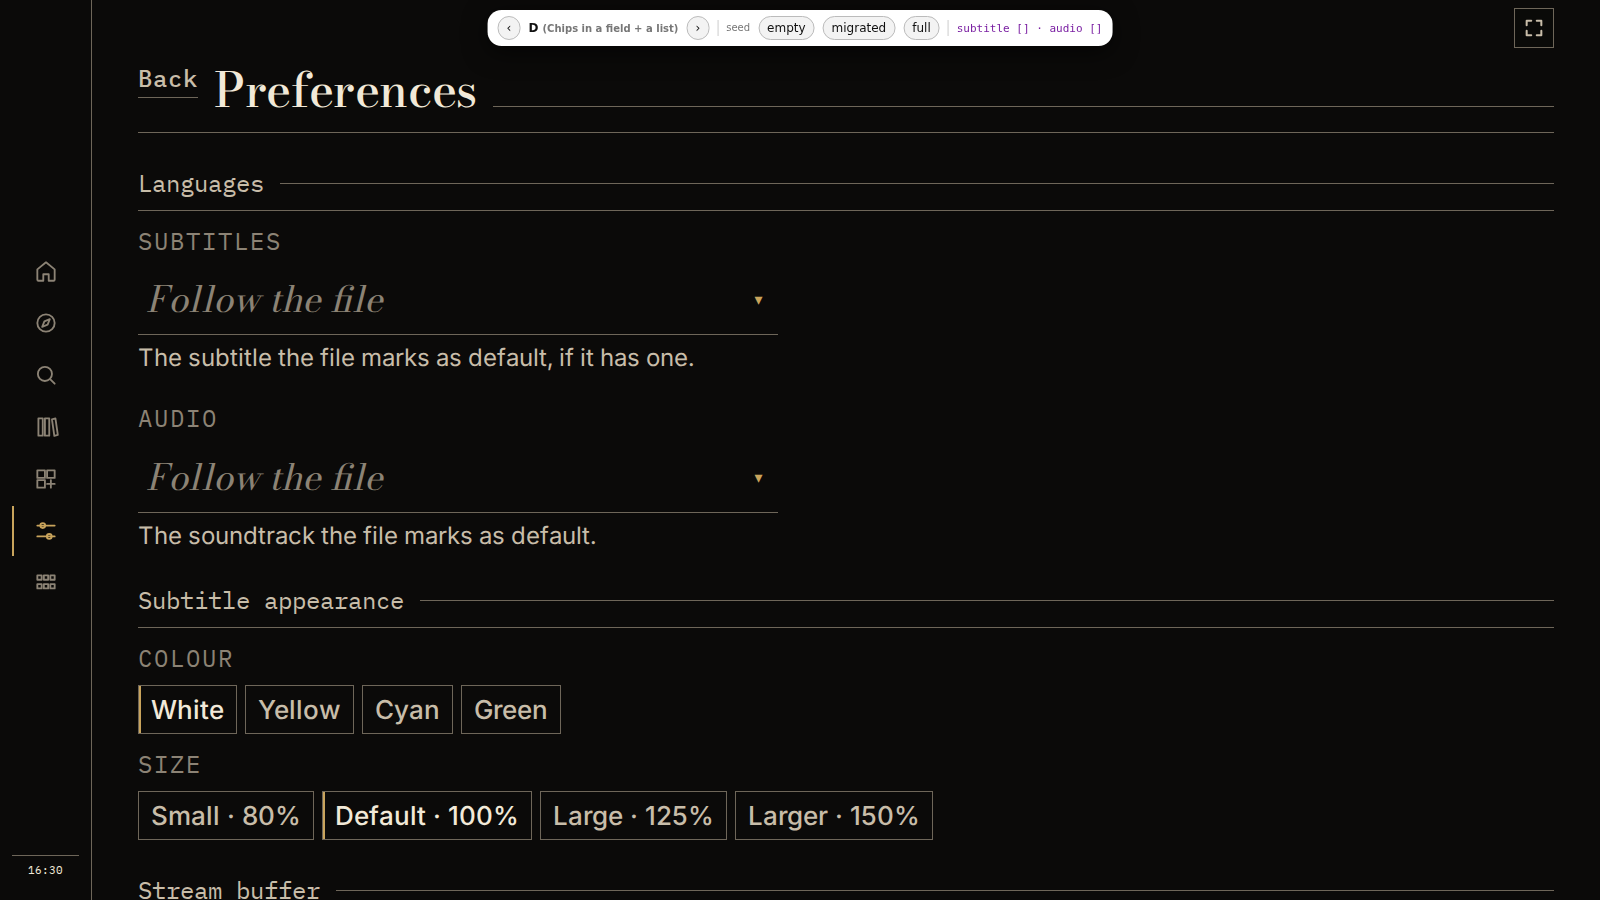 ‹ D (Chips in a field + a list) › seed empty migrated full subtitle [] · audio []
Back Preferences
Languages
SUBTITLES
Follow the file ▾
The subtitle the file marks as default, if it has one.
AUDIO
Follow the file ▾
The soundtrack the file marks as default.
Subtitle appearance
COLOUR
White Yellow Cyan Green
SIZE
Small · 80% Default · 100% Large · 125% Larger · 150%
16:30
Stream buffer